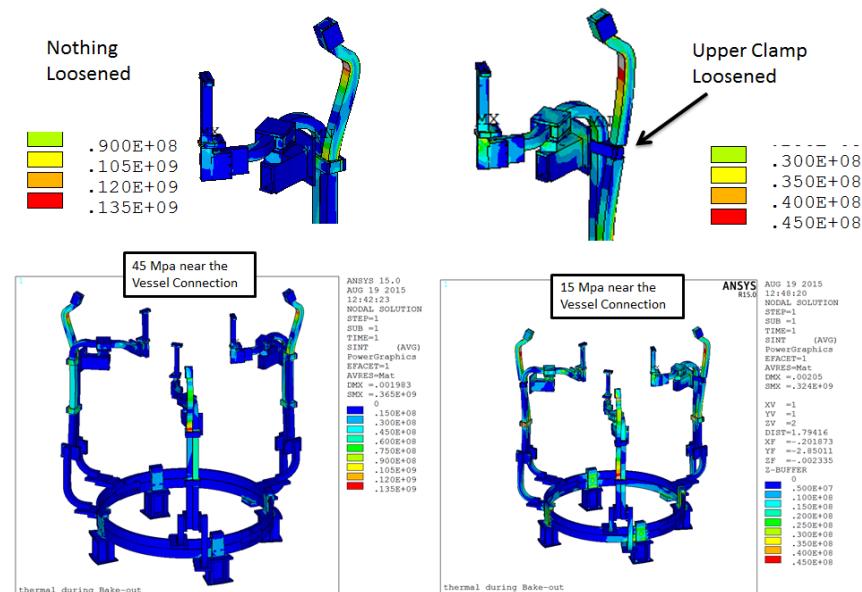 Nothing
Loosened
.900E+08
.105E+09
.120E+09
.135E+09
MX
Upper Clamp
Loosened
.300E+08
.350E+08
.400E+08
.450E+08
45 Mpa near the
Vessel Connection
1
ANSYS 15.0
AUG 19 2015
12:42:23
NODAL SOLUTION
STEP=1
SUB =1
TIME=1
SINT (AVG)
PowerGraphics
EFACET=1
AVRES=Mat
DMX =.001983
SMX =.365E+09
0
.150E+08
.300E+08
.450E+08
.600E+08
.750E+08
.900E+08
.105E+09
.120E+09
.135E+09
thermal during Bake-out
15 Mpa near the
Vessel Connection
1
ANSYS
R15.0
AUG 19 2015
12:48:20
NODAL SOLUTION
STEP=1
SUB =1
TIME=1
SINT (AVG)
PowerGraphics
EFACET=1
AVRES=Mat
DMX =.00205
SMX =.324E+09
XV =1
YV =1
ZV =2
DIST=1.79416
XF =-.201873
YF =-2.85011
ZF =-.002335
Z-BUFFER
0
.500E+07
.100E+08
.150E+08
.200E+08
.250E+08
.300E+08
.350E+08
.400E+08
.450E+08
thermal during Bake-out